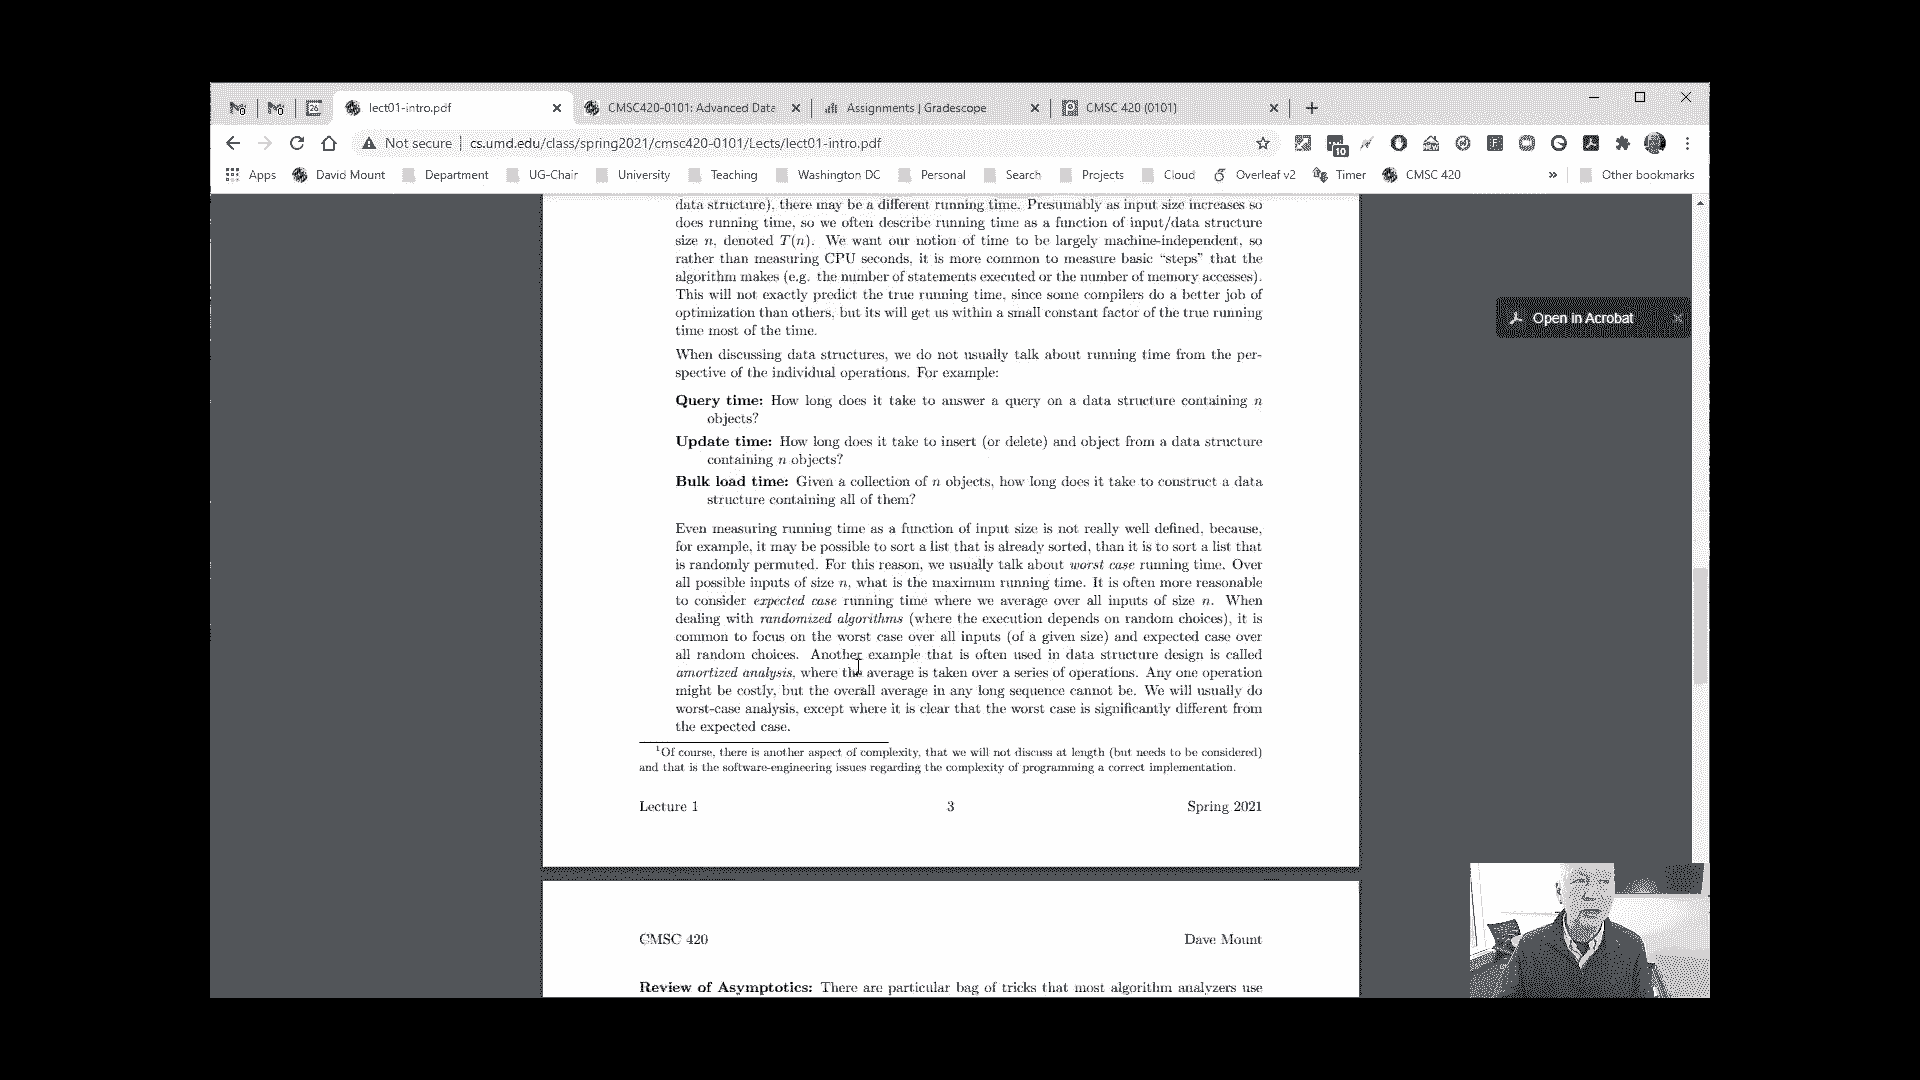 lect01-intro.pdf
CMSC420-0101: Advanced Data
Assignments | Gradescope
CMSC 420 (0101)
Not secure
cs.umd.edu/class/spring2021/cmsc420-0101/Lects/lect01-intro.pdf
10
Apps
David Mount
Department
UG-Chair
University
Teaching
Washington DC
Personal
Search
Projects
Cloud
Overleaf v2
Timer
CMSC 420
»
Other bookmarks
data structure), there may be a different running time. Presumably as input size increases so
does running time, so we often describe running time as a function of input/data structure
size n, denoted T(n). We want our notion of time to be largely machine-independent, so
rather than measuring CPU seconds, it is more common to measure basic “steps” that the
algorithm makes (e.g. the number of statements executed or the number of memory accesses).
This will not exactly predict the true running time, since some compilers do a better job of
optimization than others, but its will get us within a small constant factor of the true running
time most of the time.
When discussing data structures, we do not usually talk about running time from the per-
spective of the individual operations. For example:
Query time: How long does it take to answer a query on a data structure containing n
objects?
Update time: How long does it take to insert (or delete) and object from a data structure
containing n objects?
Bulk load time: Given a collection of n objects, how long does it take to construct a data
structure containing all of them?
Even measuring running time as a function of input size is not really well defined, because,
for example, it may be possible to sort a list that is already sorted, than it is to sort a list that
is randomly permuted. For this reason, we usually talk about worst case running time. Over
all possible inputs of size n, what is the maximum running time. It is often more reasonable
to consider expected case running time where we average over all inputs of size n. When
dealing with randomized algorithms (where the execution depends on random choices), it is
common to focus on the worst case over all inputs (of a given size) and expected case over
all random choices. Another example that is often used in data structure design is called
amortized analysis, where the average is taken over a series of operations. Any one operation
might be costly, but the overall average in any long sequence cannot be. We will usually do
worst-case analysis, except where it is clear that the worst case is significantly different from
the expected case.
1Of course, there is another aspect of complexity, that we will not discuss at length (but needs to be considered)
and that is the software-engineering issues regarding the complexity of programming a correct implementation.
Lecture 1
3
Spring 2021
Open in Acrobat
CMSC 420
Dave Mount
Review of Asymptotics: There are particular bag of tricks that most algorithm analyzers use